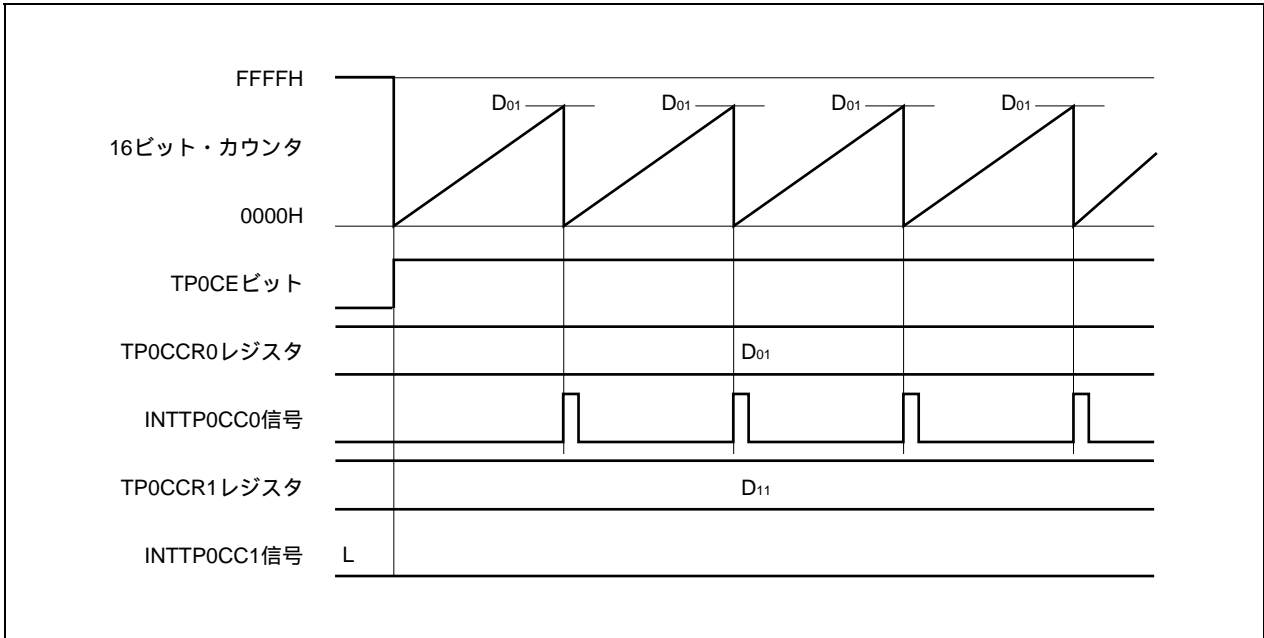 FFFFH
D01 D01 D01 D01
16ビット・カウンタ
0000H
TP0CEビット
TP0CCR0レジスタ D01
INTTP0CC0信号
TP0CCR1レジスタ D11
INTTP0CC1信号 L